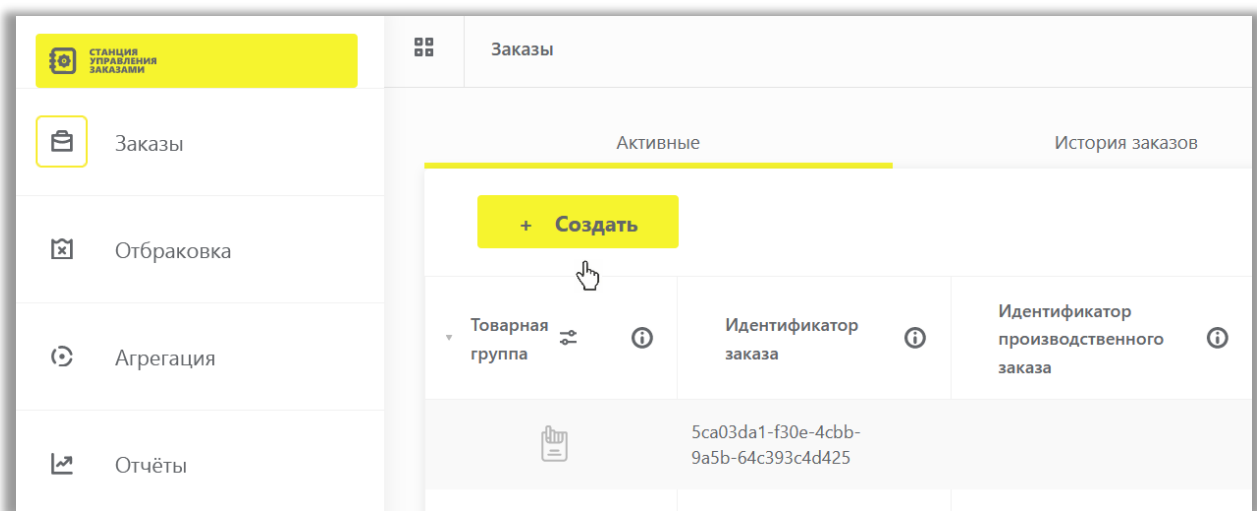 СТАНЦИЯ
УПРАВЛЕНИЯ
ЗАКАЗАМИ
Заказы
Отбраковка
Агрегация
Отчёты
Заказы
Активные
История заказов
+ Создать
Товарная
группа
Идентификатор
заказа
Идентификатор
производственного
заказа
5ca03da1-f30e-4cbb-
9a5b-64c393c4d425